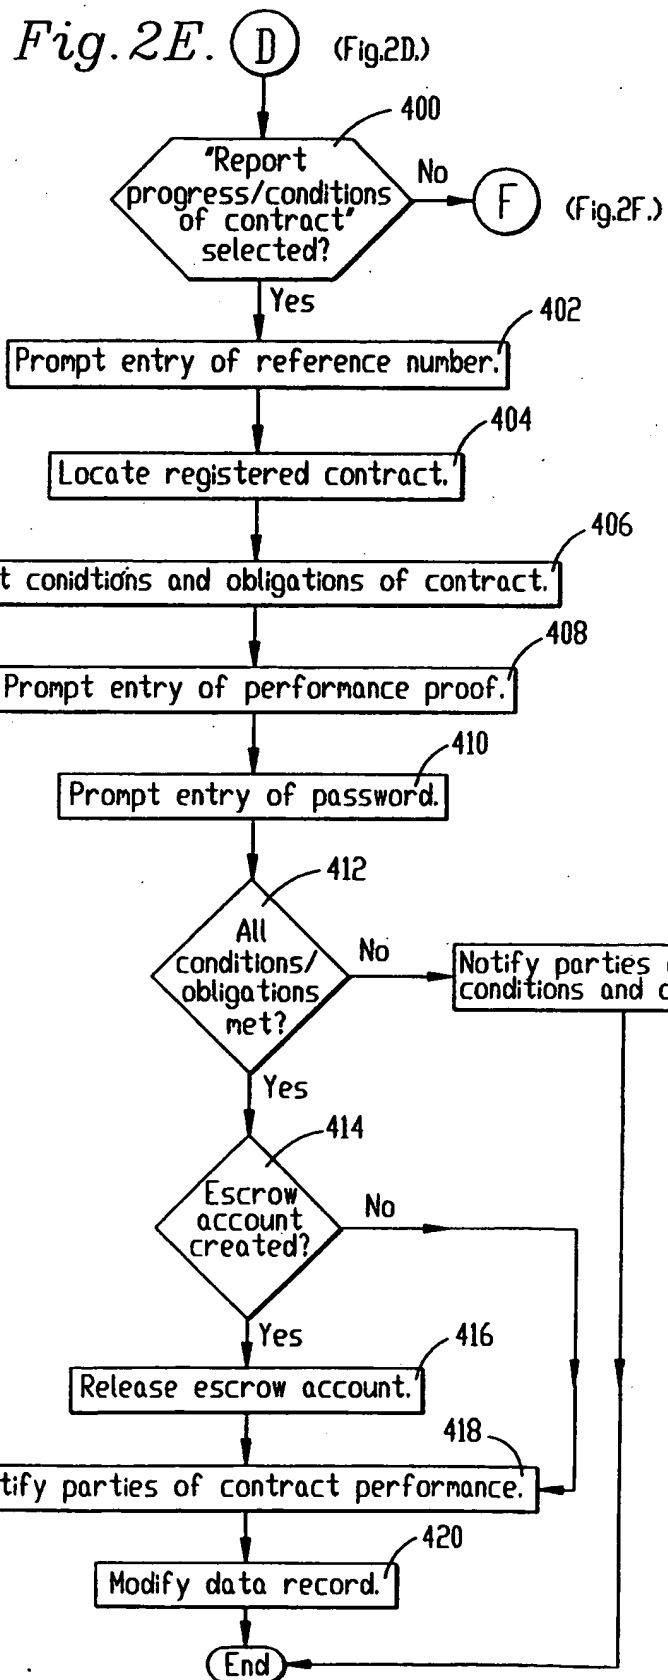 Fig. 2E.
D
(Fig.2D.)
400
"Report
progress/conditions
of contract"
selected?
No
F
(Fig.2F.)
Yes
402
Prompt entry of reference number.
404
Locate registered contract.
406
conidtions and obligations of contract.
408
Prompt entry of performance proof.
410
Prompt entry of password.
412
All
conditions/
obligations
met?
No
Notify parties
conditions and
Yes
414
Escrow
account
created?
No
Yes
416
Release escrow account.
418
parties of contract performance.
420
Modify data record.
End